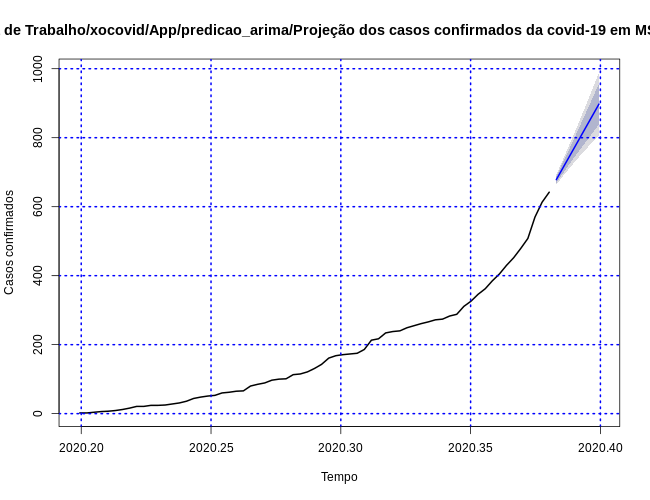 de Trabalho/xocovid/App/predicao_arima/Projeção dos casos confirmados da covid-19 em MS
Casos confirmados
1000
800
600
400
200
0
2020.20 2020.25 2020.30 2020.35 2020.40
Tempo